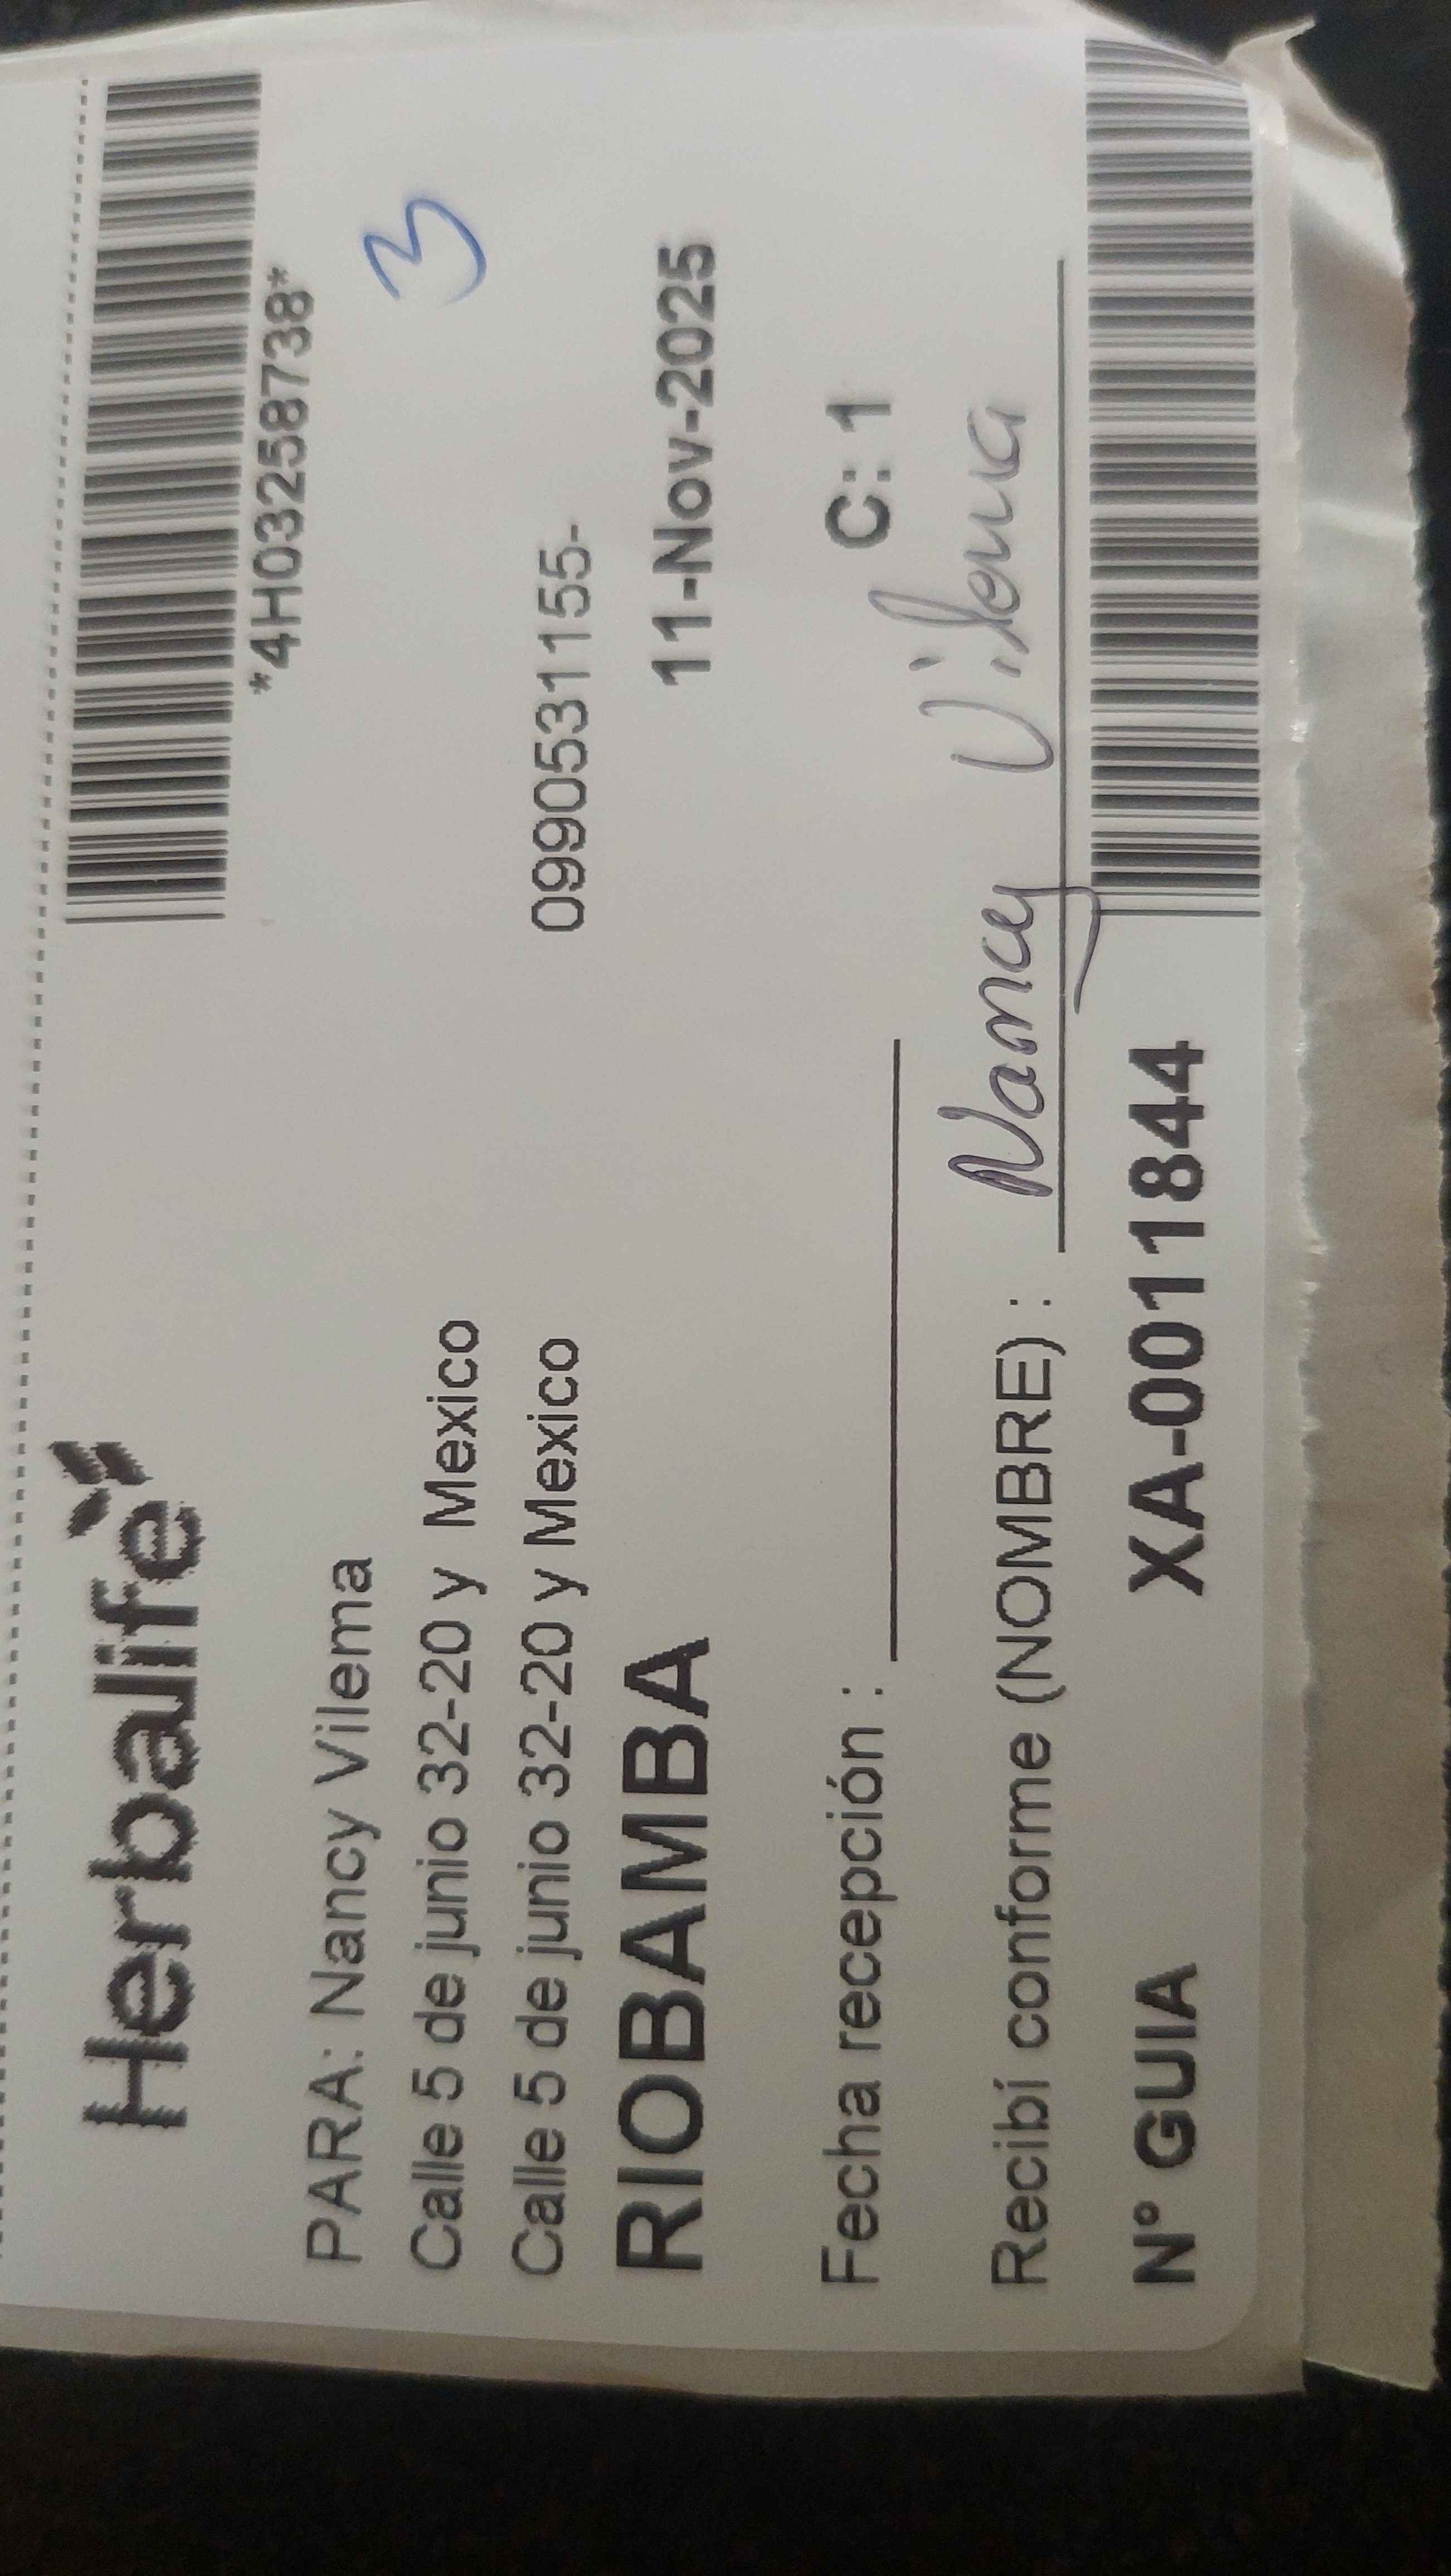 Herbalife
*4H03258738*
3
PARA: Nancy Vilema
Calle 5 de junio 32-20 y Mexico
Calle 5 de junio 32-20 y Mexico 0990531155-
RIOBAMBA 11-Nov-2025
Fecha recepción : C: 1
Recibí conforme (NOMBRE) : Nancy Vilema
N° GUIA XA-0011844